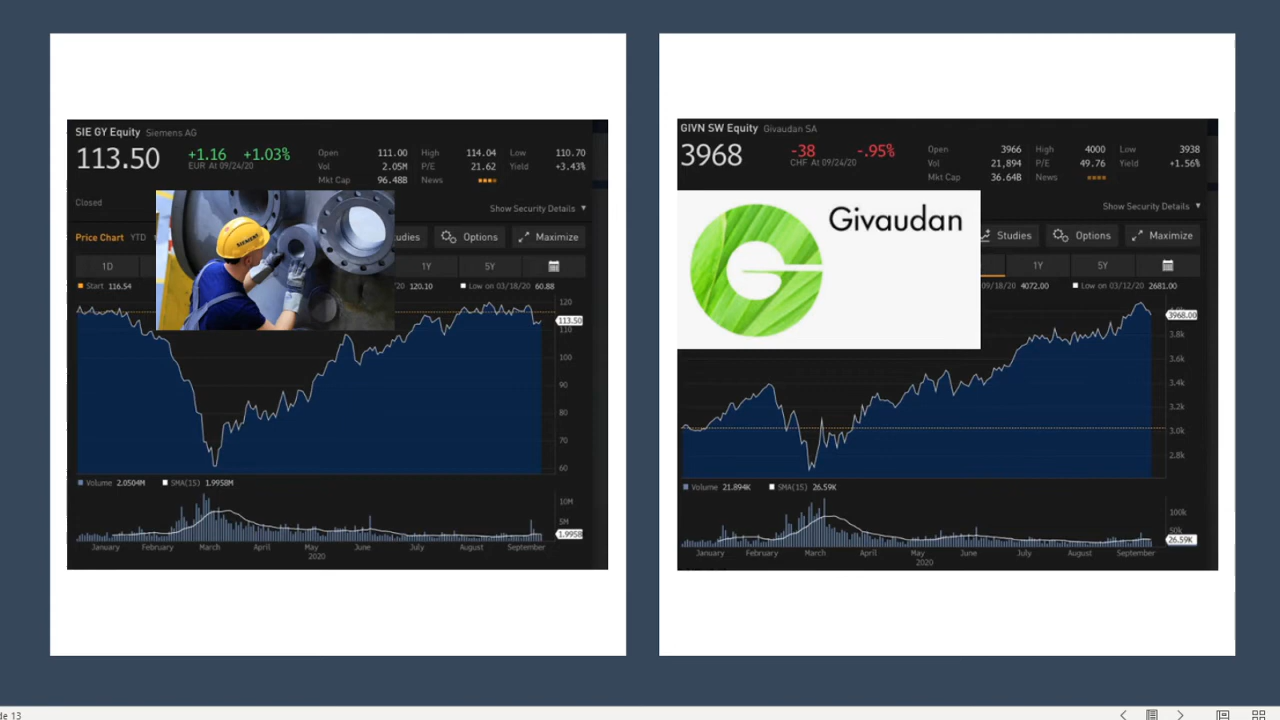 SIE GY Equity Siemens AG
113.50 +1.16 +1.03%
EUR At 09/24/20
Open 111.00 High 114.04 Low 110.70
Vol 2.05M P/E 21.62 Yield +3.43%
Mkt Cap 96.48B News
Closed
Show Security Details
Price Chart YTD
Options Maximize
1D 1Y 5Y
Start 116.54
120.10 Low on 03/18/20 60.88
SIEMENS
120
113.50
110
100
90
80
70
60
Volume 2.0504M SMA(15) 1.9958M
10M
5M
1.9958
January February March April May June July August September
2020
GIVN SW Equity Givaudan SA
3968 -38 -.95%
CHF At 09/24/20
Open 3966 High 4000 Low 3938
Vol 21,894 P/E 49.76 Yield +1.56%
Mkt Cap 36.64B News
Show Security Details
Givaudan
Studies Options Maximize
1Y 5Y
09/18/20 4072.00 Low on 03/12/20 2681.00
3968.00
3.8k
3.6k
3.4k
3.2k
3.0k
2.8k
Volume 21.894K SMA(15) 26.59K
100k
50k
26.59K
January February March April May June July August September
2020